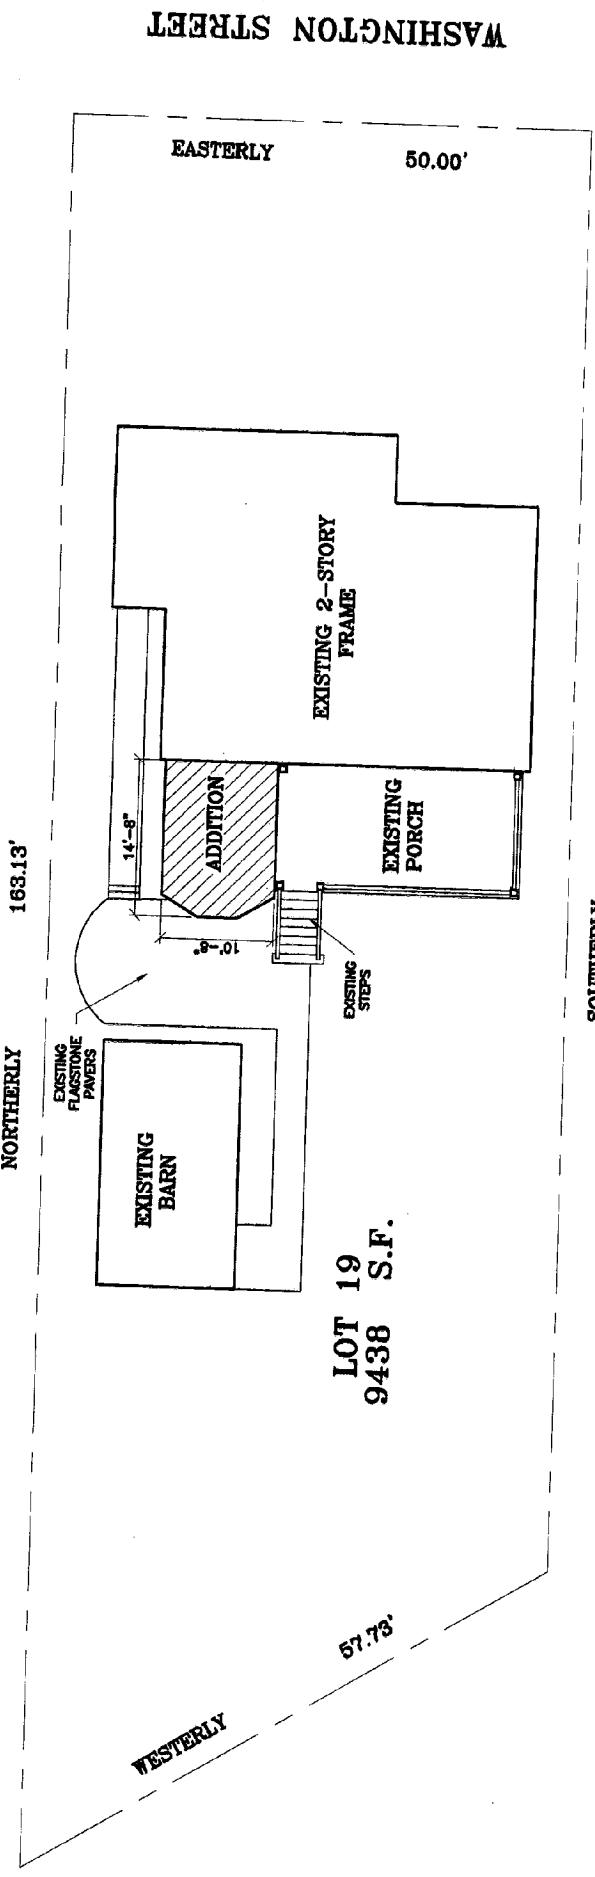 WASHINGTON STREET
EASTERLY 50.00'
EXISTING 2-STORY
FRAME
14'-8"
ADDITION
EXISTING
PORCH
163.13'
10'-8"
EXISTING
STEPS
NORTHERLY
EXISTING
FLAGSTONE
PAVERS
EXISTING
BARN
LOT 19
9438 S.F.
57.73'
WESTERLY